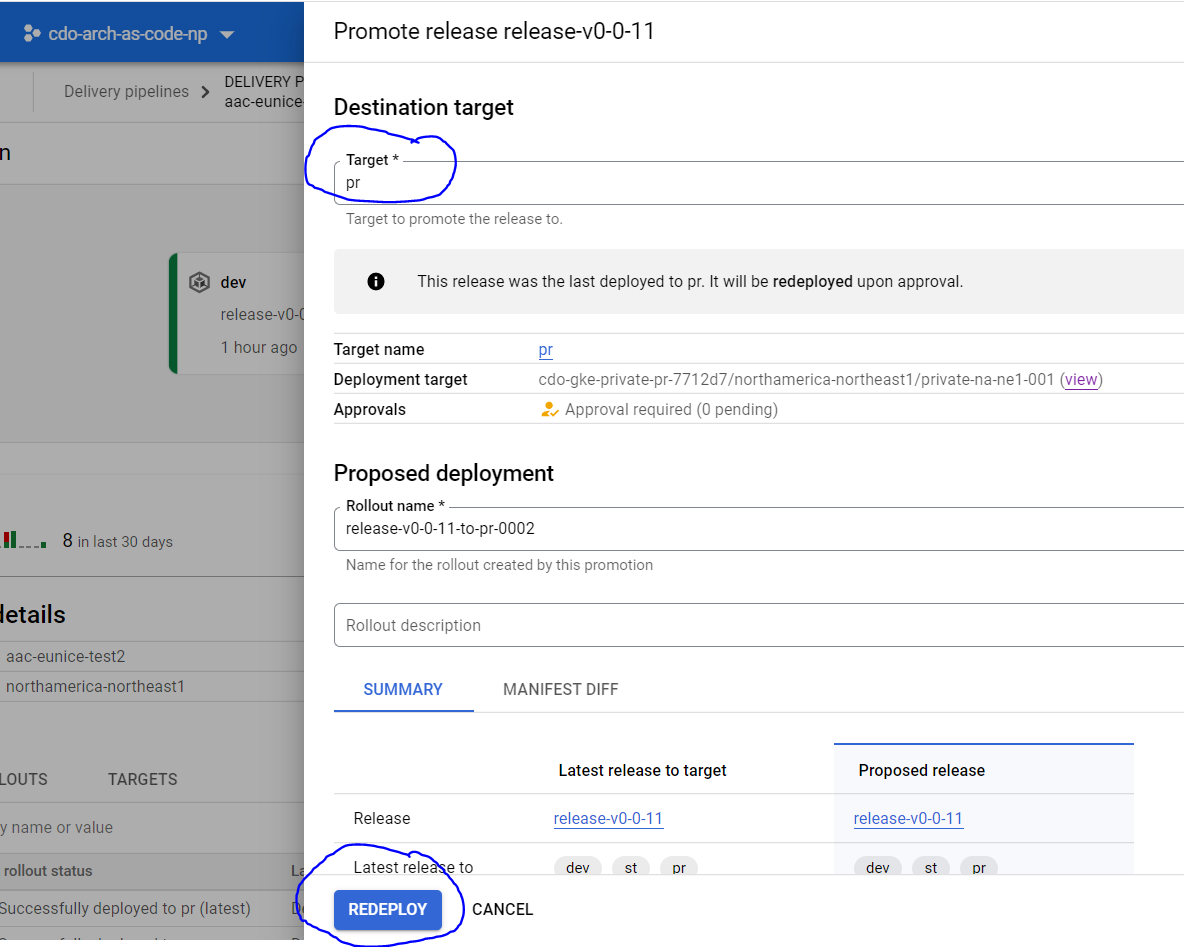 cdo-arch-as-code-np
Promote release release-v0-0-11
Delivery pipelines
DELIVERY P
aac-eunice-
n
Destination target
Target *
pr
Target to promote the release to.
dev
release-v0-0
1 hour ago
This release was the last deployed to pr. It will be redeployed upon approval.
Target name pr
Deployment target cdo-gke-private-pr-7712d7/northamerica-northeast1/private-na-ne1-001 (view)
Approvals Approval required (0 pending)
Proposed deployment
Rollout name *
release-v0-0-11-to-pr-0002
Name for the rollout created by this promotion
8 in last 30 days
Rollout description
details
aac-eunice-test2
northamerica-northeast1
SUMMARY MANIFEST DIFF
LOUTS TARGETS
Latest release to target Proposed release
Release release-v0-0-11 release-v0-0-11
y name or value
Latest release to dev st pr dev st pr
rollout status La
Successfully deployed to pr (latest) De
REDEPLOY CANCEL